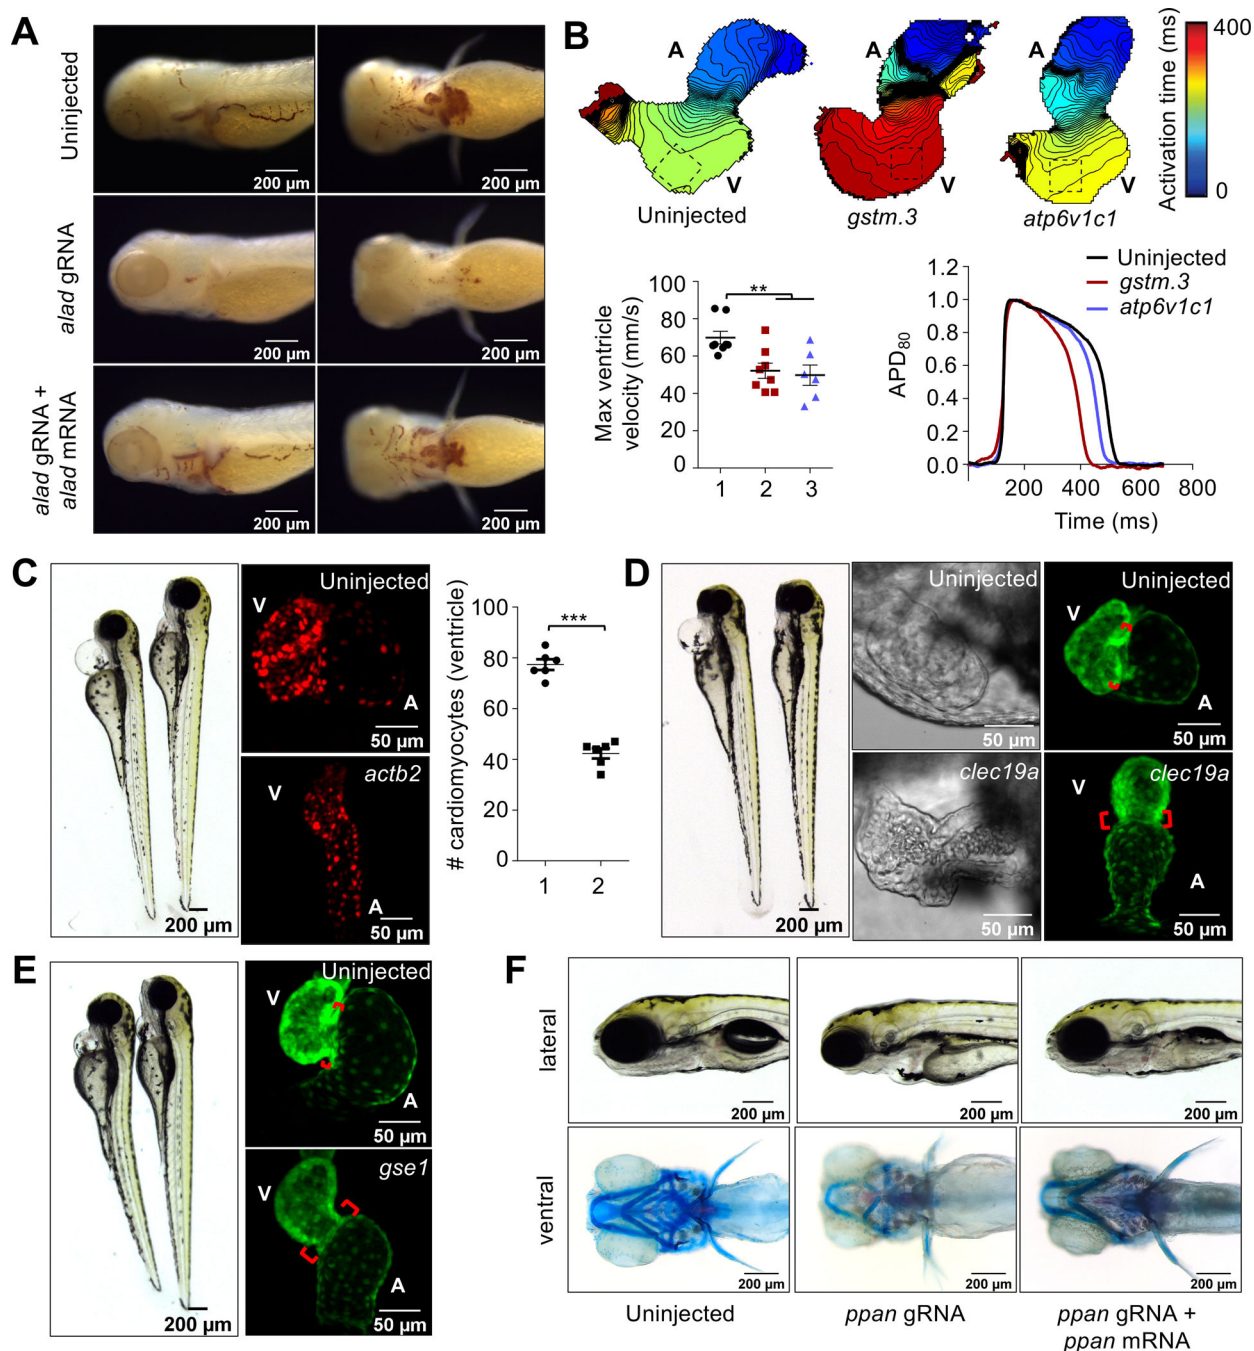 A
Uninjected
200 µm
200 µm
alad gRNA
200 µm
200 µm
alad gRNA +
alad mRNA
200 µm
200 µm
B
A
V
Uninjected
A
V
gstm.3
A
V
atp6v1c1
Activation time (ms)
400
0
Max ventricle
velocity (mm/s)
100
80
60
40
20
0
**
1 2 3
Uninjected
gstm.3
atp6v1c1
APD80
1.2
1.0
0.8
0.6
0.4
0.2
0.0
200 400 600 800
Time (ms)
C
200 µm
Uninjected
V
A
50 µm
actb2
V
A
50 µm
# cardiomyocytes (ventricle)
100
80
60
40
20
0
***
1 2
D
200 µm
Uninjected
50 µm
clec19a
50 µm
Uninjected
V
A
50 µm
clec19a
V
A
50 µm
E
200 µm
Uninjected
V
A
50 µm
gse1
V
A
50 µm
F
lateral
200 µm
200 µm
200 µm
ventral
200 µm
200 µm
200 µm
Uninjected
ppan gRNA
ppan gRNA +
ppan mRNA